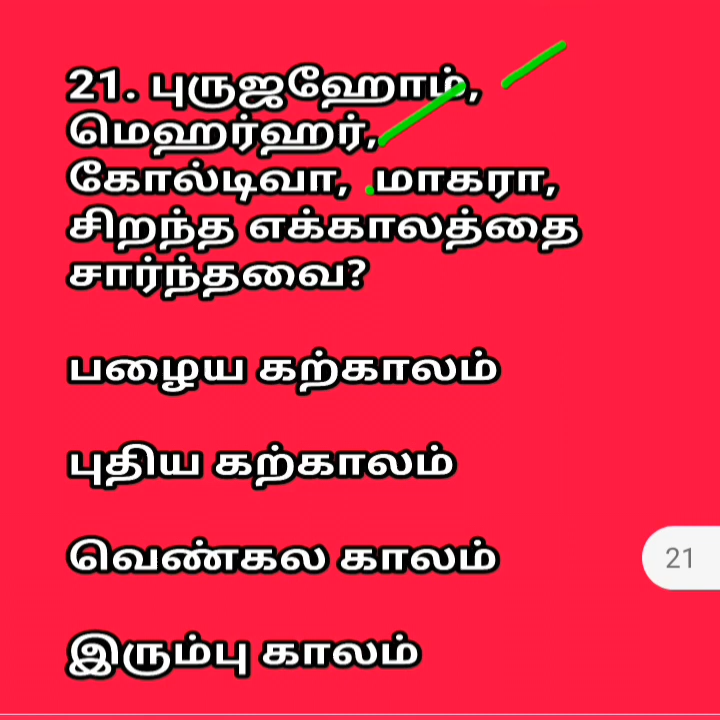 21. புருஜஹோம்,
மெஹர்ஹர்,
கோல்டிவா, மாகரா,
சிறந்த எக்காலத்தை
சார்ந்தவை?
பழைய கற்காலம்
புதிய கற்காலம்
வெண்கல காலம்
21
இரும்பு காலம்